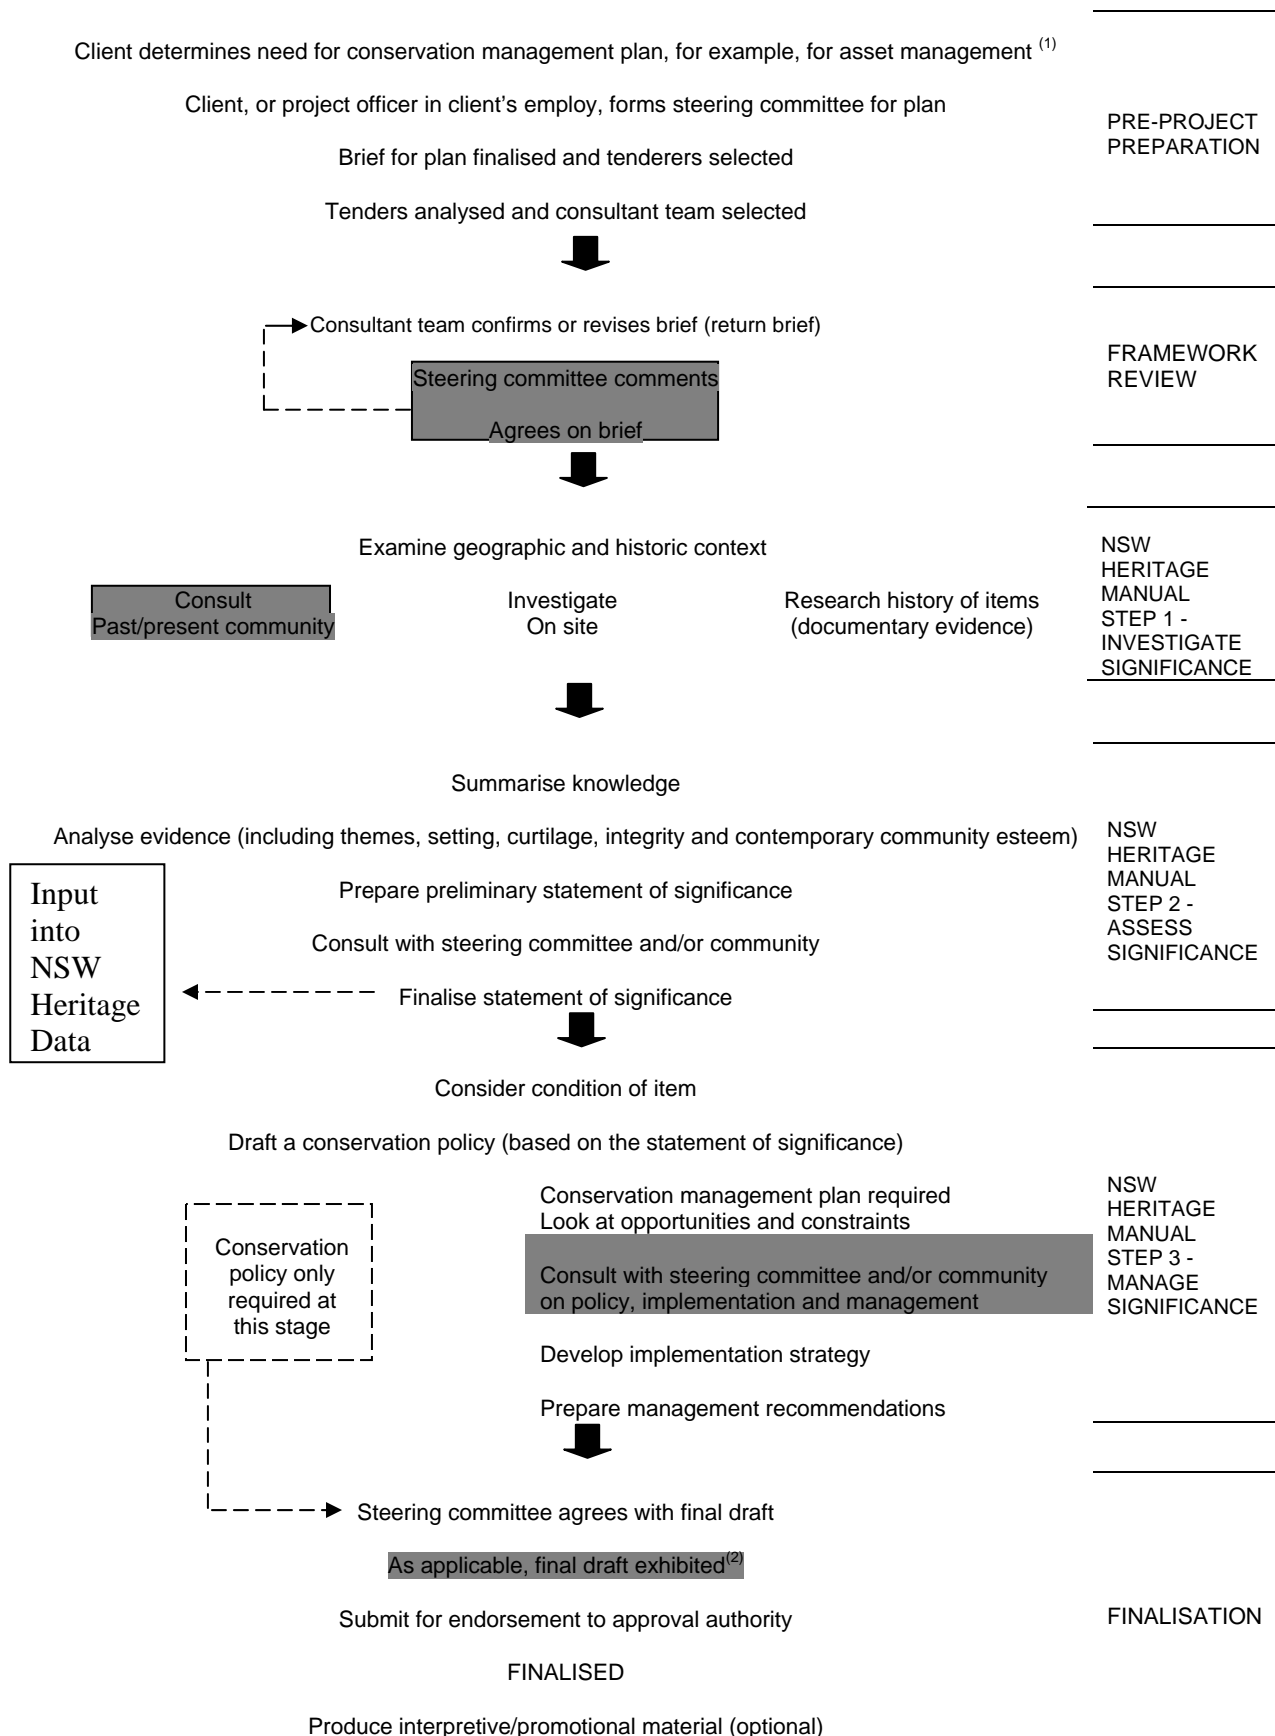 Client determines need for conservation management plan, for example, for asset management (1)
Client, or project officer in client's employ, forms steering committee for plan
Brief for plan finalised and tenderers selected
Tenders analysed and consultant team selected
PRE-PROJECT
PREPARATION
Consultant team confirms or revises brief (return brief)
Steering committee comments
Agrees on brief
FRAMEWORK
REVIEW
Examine geographic and historic context
Consult
Past/present community
Investigate
On site
Research history of items
(documentary evidence)
NSW
HERITAGE
MANUAL
STEP 1 -
INVESTIGATE
SIGNIFICANCE
Summarise knowledge
Analyse evidence (including themes, setting, curtilage, integrity and contemporary community esteem)
Prepare preliminary statement of significance
Consult with steering committee and/or community
Finalise statement of significance
Input
into
NSW
Heritage
Data
NSW
HERITAGE
MANUAL
STEP 2 -
ASSESS
SIGNIFICANCE
Consider condition of item
Draft a conservation policy (based on the statement of significance)
Conservation
policy only
required at
this stage
Conservation management plan required
Look at opportunities and constraints
Consult with steering committee and/or community
on policy, implementation and management
Develop implementation strategy
Prepare management recommendations
NSW
HERITAGE
MANUAL
STEP 3 -
MANAGE
SIGNIFICANCE
Steering committee agrees with final draft
As applicable, final draft exhibited(2)
Submit for endorsement to approval authority
FINALISED
Produce interpretive/promotional material (optional)
FINALISATION